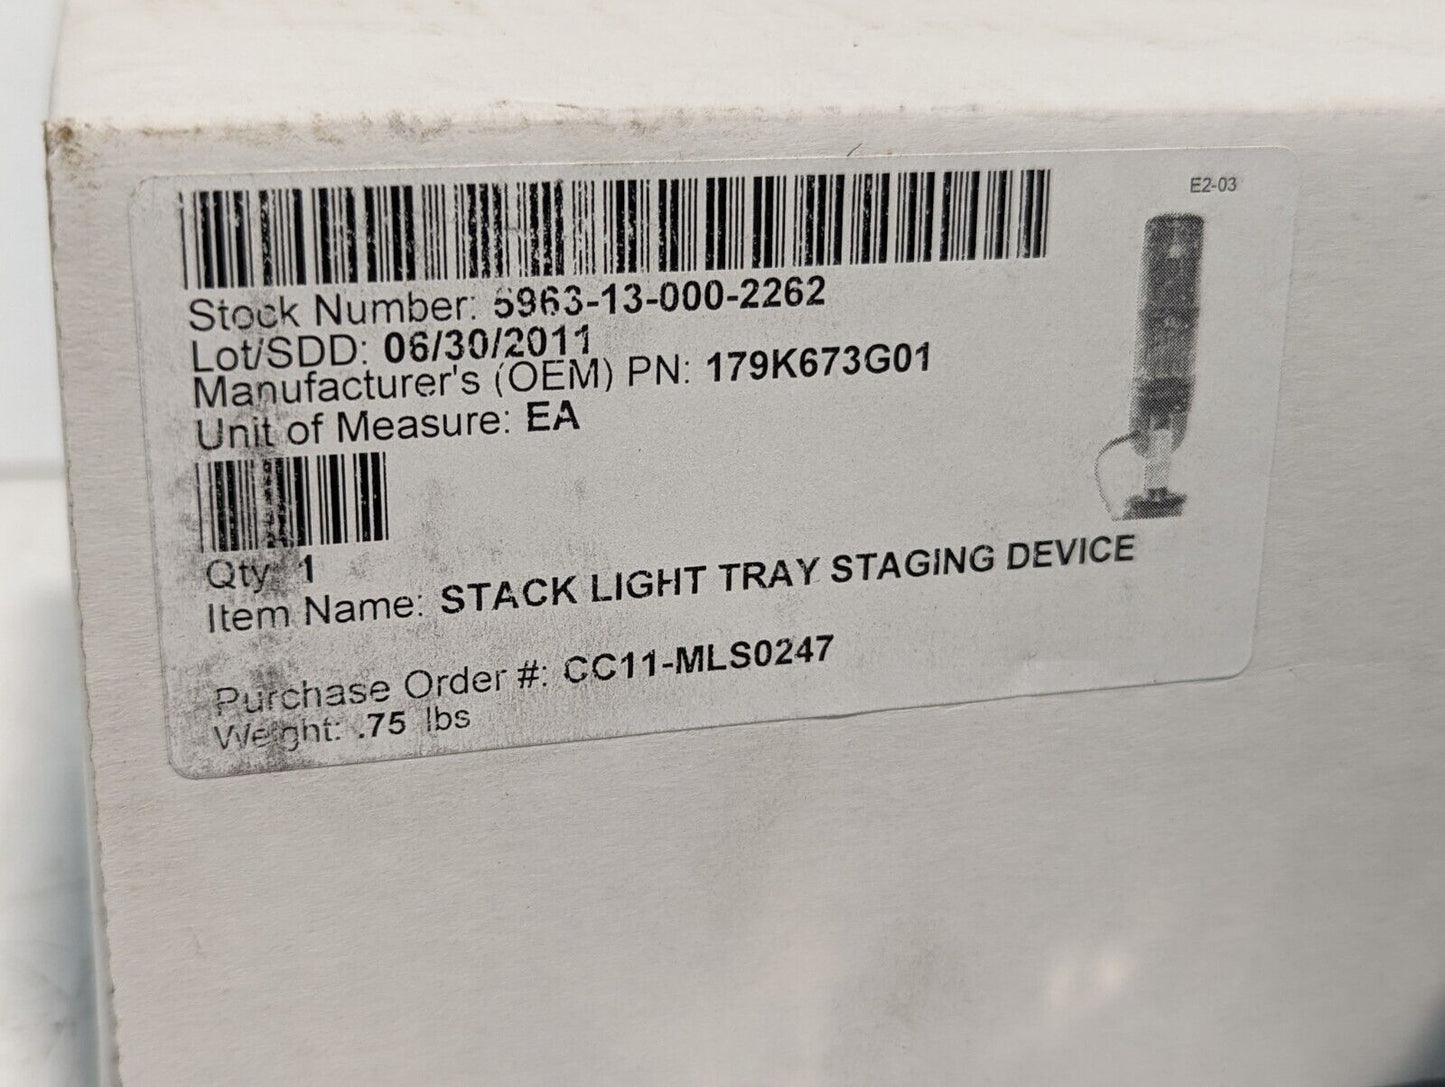 E2-03
Stock Number: 5963-13-000-2262
Lot/SDD: 06/30/2011
Manufacturer's (OEM) PN: 179K673G01
Unit of Measure: EA
Qty: 1
Item Name: STACK LIGHT TRAY STAGING DEVICE
Purchase Order #: CC11-MLS0247
Weight: .75 lbs